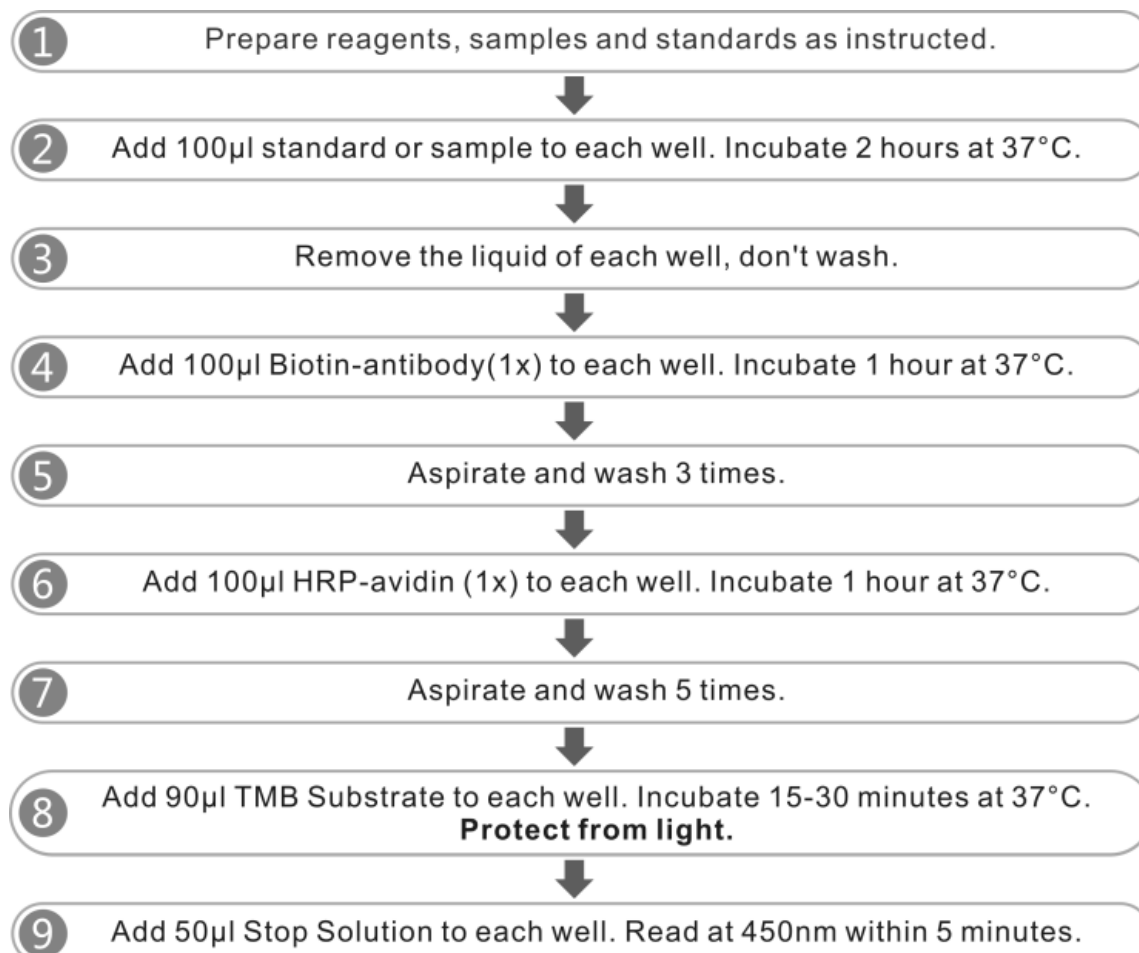 1 Prepare reagents, samples and standards as instructed.
2 Add 100μl standard or sample to each well. Incubate 2 hours at 37°C.
3 Remove the liquid of each well, don't wash.
4 Add 100μl Biotin-antibody(1x) to each well. Incubate 1 hour at 37°C.
5 Aspirate and wash 3 times.
6 Add 100μl HRP-avidin (1x) to each well. Incubate 1 hour at 37°C.
7 Aspirate and wash 5 times.
8 Add 90μl TMB Substrate to each well. Incubate 15-30 minutes at 37°C.
Protect from light.
9 Add 50μl Stop Solution to each well. Read at 450nm within 5 minutes.